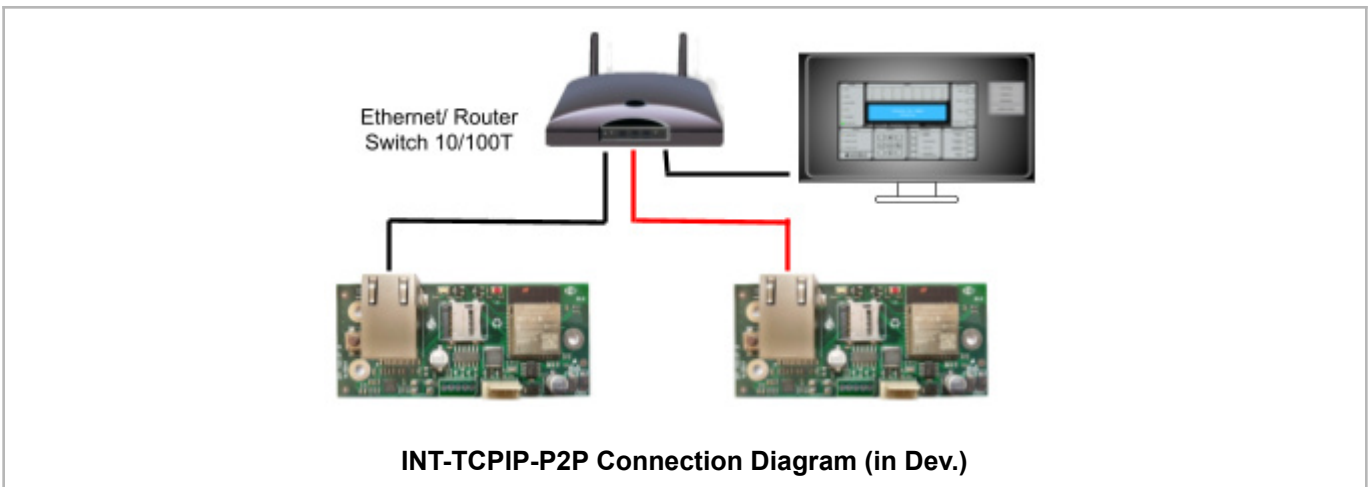 Ethernet/ Router
Switch 10/100T
INT-TCPIP-P2P Connection Diagram (in Dev.)